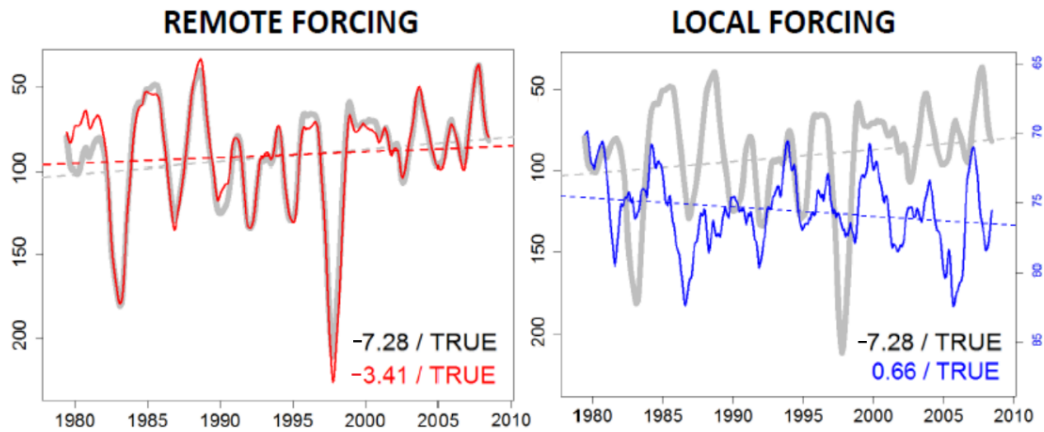 REMOTE FORCING
50
100
150
200
−7.28 / TRUE
−3.41 / TRUE
1980 1985 1990 1995 2000 2005 2010
LOCAL FORCING
50
100
150
200
65
70
75
80
85
−7.28 / TRUE
0.66 / TRUE
1980 1985 1990 1995 2000 2005 2010